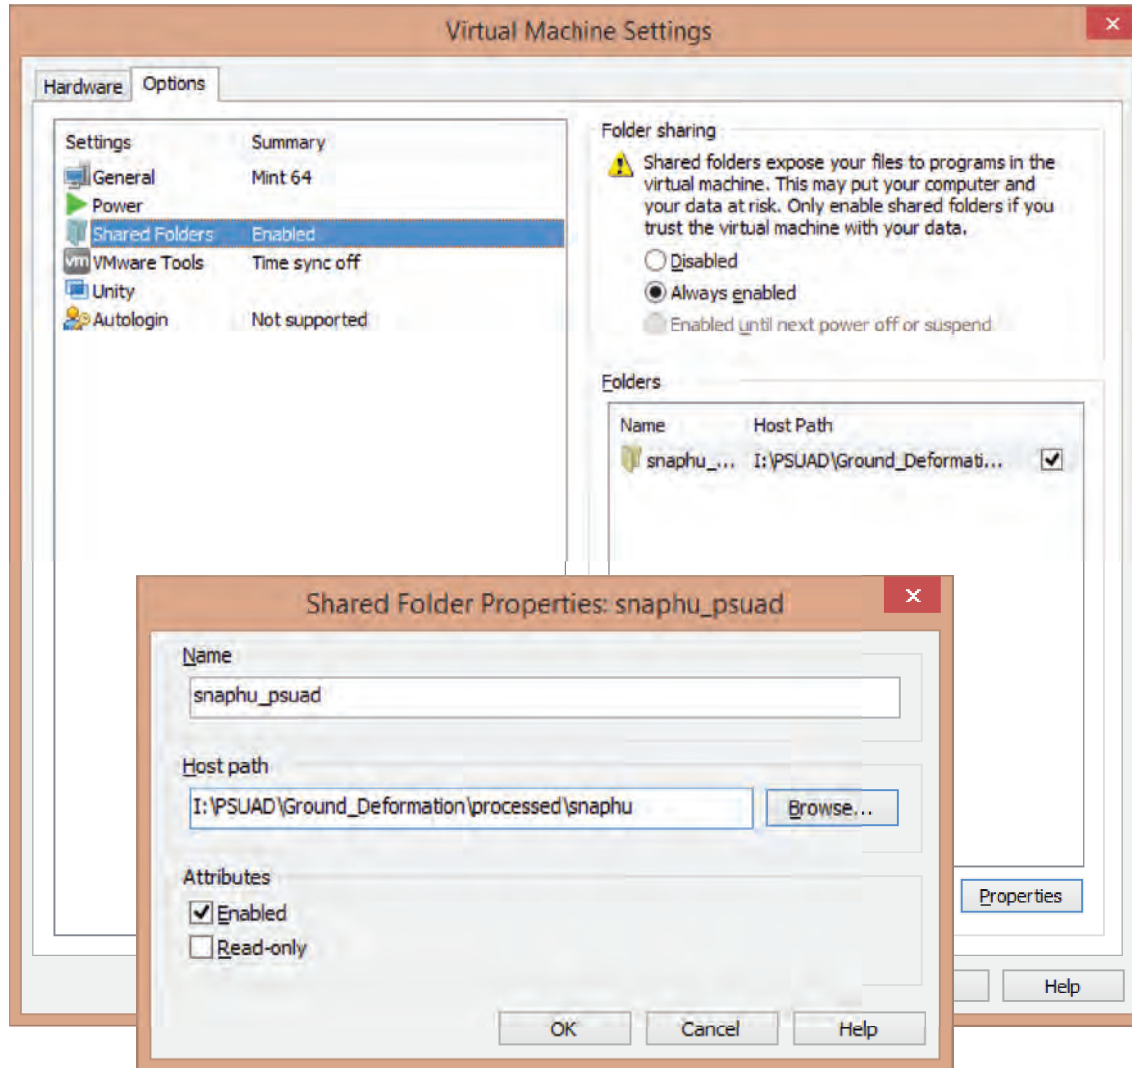 Virtual Machine Settings
Hardware Options
Settings Summary
General Mint 64
Power
Shared Folders Enabled
vm VMware Tools Time sync off
Unity
Autologin Not supported
Folder sharing
Shared folders expose your files to programs in the
virtual machine. This may put your computer and
your data at risk. Only enable shared folders if you
trust the virtual machine with your data.
Disabled
Always enabled
Enabled until next power off or suspend
Folders
Name Host Path
snaphu_... I:\PSUAD\Ground_Deformati...
Properties
Help
Shared Folder Properties: snaphu_psuad
Name
snaphu_psuad
Host path
I:\PSUAD\Ground_Deformation\processed\snaphu
Browse...
Attributes
Enabled
Read-only
OK Cancel Help